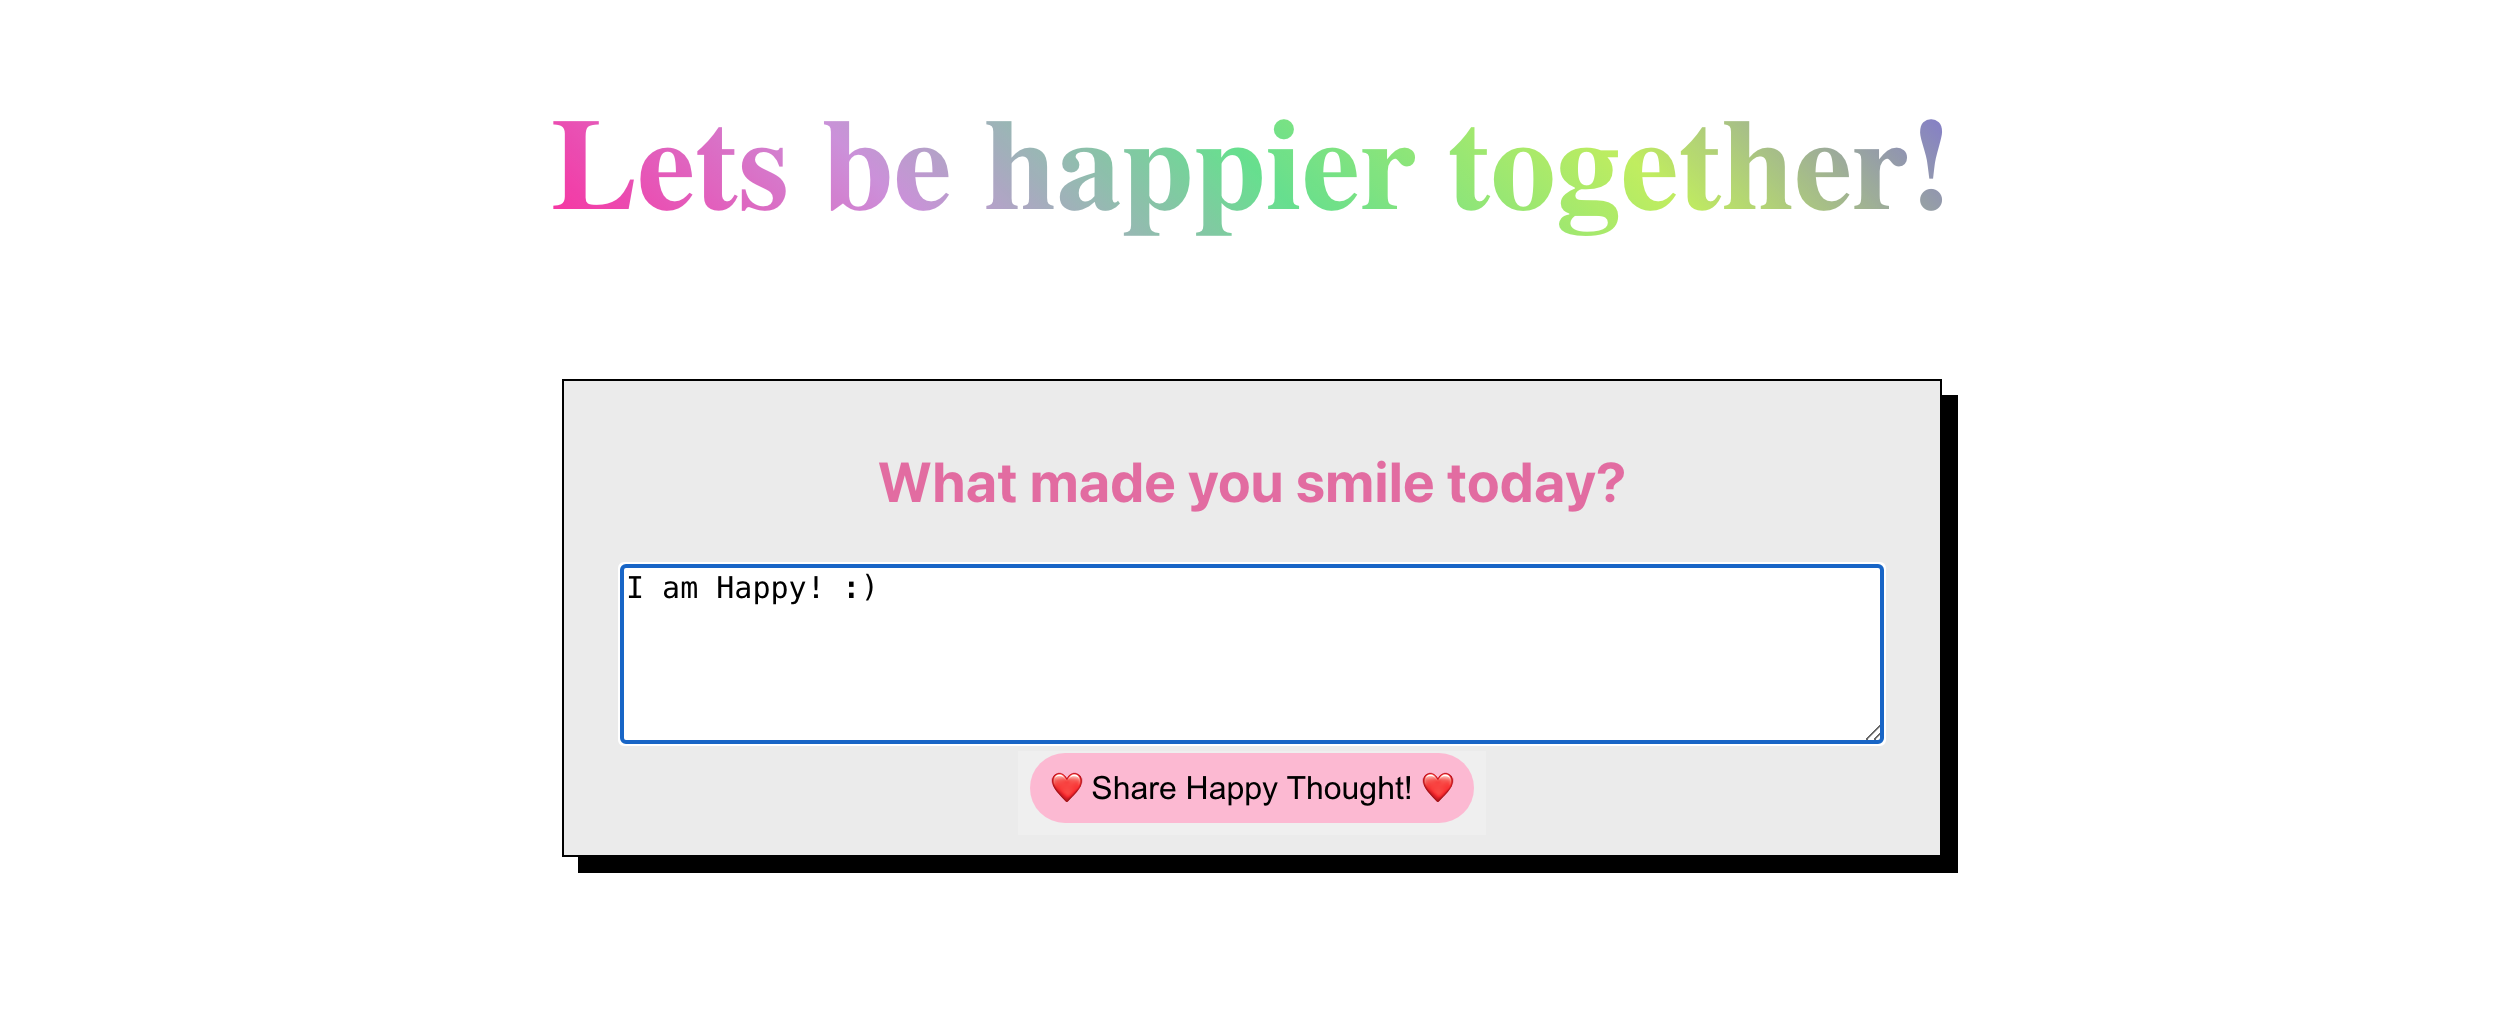 Lets be happier together!
What made you smile today?
I am Happy! :)
❤️ Share Happy Thought! ❤️